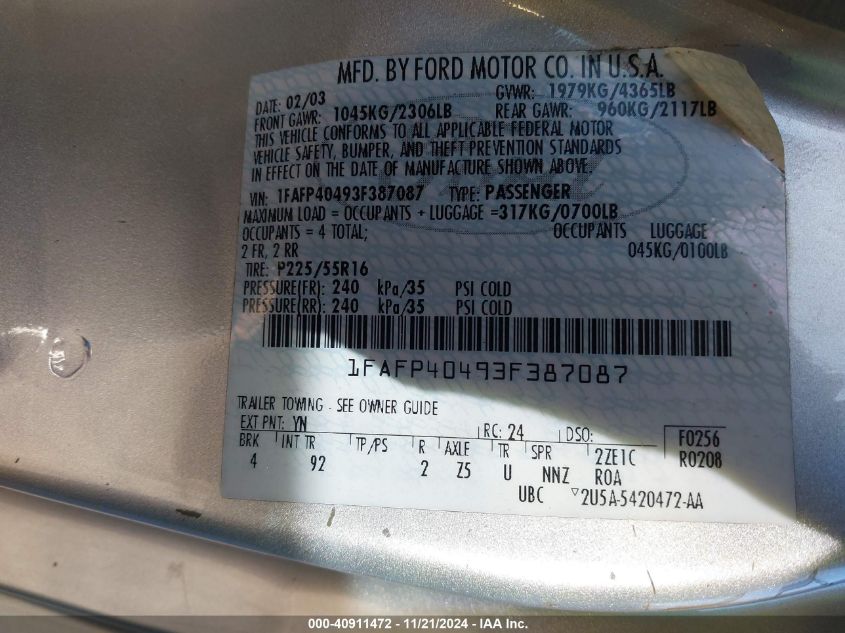 MFD. BY FORD MOTOR CO. IN U.S.A.
DATE: 02/03 GVWR: 1979KG/4365LB
FRONT GAWR: 1045KG/2306LB REAR GAWR: 960KG/2117LB
THIS VEHICLE CONFORMS TO ALL APPLICABLE FEDERAL MOTOR
VEHICLE SAFETY, BUMPER, AND THEFT PREVENTION STANDARDS
IN EFFECT ON THE DATE OF MANUFACTURE SHOWN ABOVE.
VIN: 1FAFP40493F387087 TYPE: PASSENGER
MAXIMUM LOAD = OCCUPANTS + LUGGAGE =317KG/0700LB
OCCUPANTS = 4 TOTAL; OCCUPANTS LUGGAGE
2 FR, 2 RR 045KG/0100LB
TIRE: P225/55R16
PRESSURE(FR): 240 kPa/35 PSI COLD
PRESSURE(RR): 240 kPa/35 PSI COLD
1FAFP40493F387087
TRAILER TOWING - SEE OWNER GUIDE
EXT PNT: YN RC: 24 DSO: F0256
BRK INT TR TP/PS R AXLE TR SPR 2ZE1C R0208
4 92 2 Z5 U NNZ ROA
UBC ▽2U5A-5420472-AA
000-40911472 - 11/21/2024 - IAA Inc.